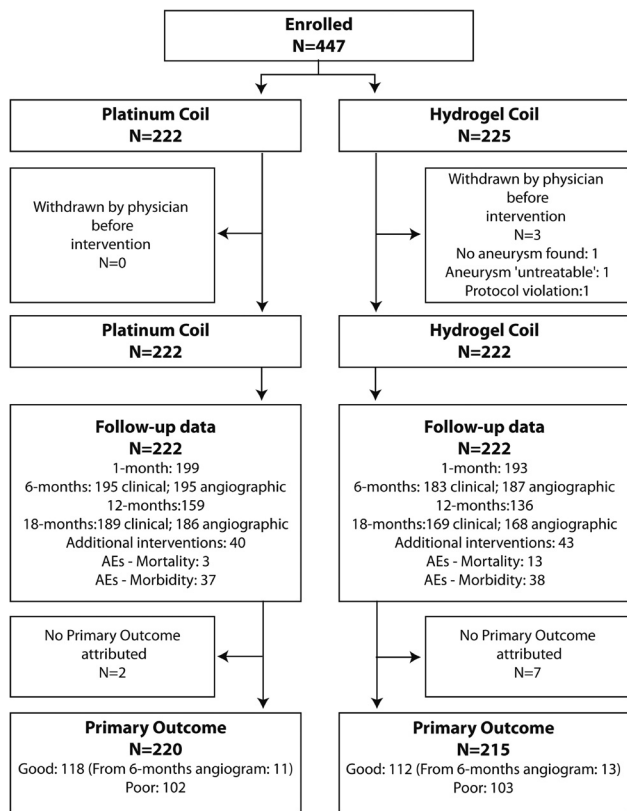 Enrolled
N=447
Platinum Coil
N=222
Hydrogel Coil
N=225
Withdrawn by physician
before
intervention
N=0
Withdrawn by physician
before
intervention
N=3
No aneurysm found: 1
Aneurysm 'untreatable': 1
Protocol violation:1
Platinum Coil
N=222
Hydrogel Coil
N=222
Follow-up data
N=222
1-month: 199
6-months: 195 clinical; 195 angiographic
12-months:159
18-months:189 clinical; 186 angiographic
Additional interventions: 40
AEs - Mortality: 3
AEs - Morbidity: 37
Follow-up data
N=222
1-month: 193
6-months: 183 clinical; 187 angiographic
12-months:136
18-months:169 clinical; 168 angiographic
Additional interventions: 43
AEs - Mortality: 13
AEs - Morbidity: 38
No Primary Outcome
attributed
N=2
No Primary Outcome
attributed
N=7
Primary Outcome
N=220
Good: 118 (From 6-months angiogram: 11)
Poor: 102
Primary Outcome
N=215
Good: 112 (From 6-months angiogram: 13)
Poor: 103